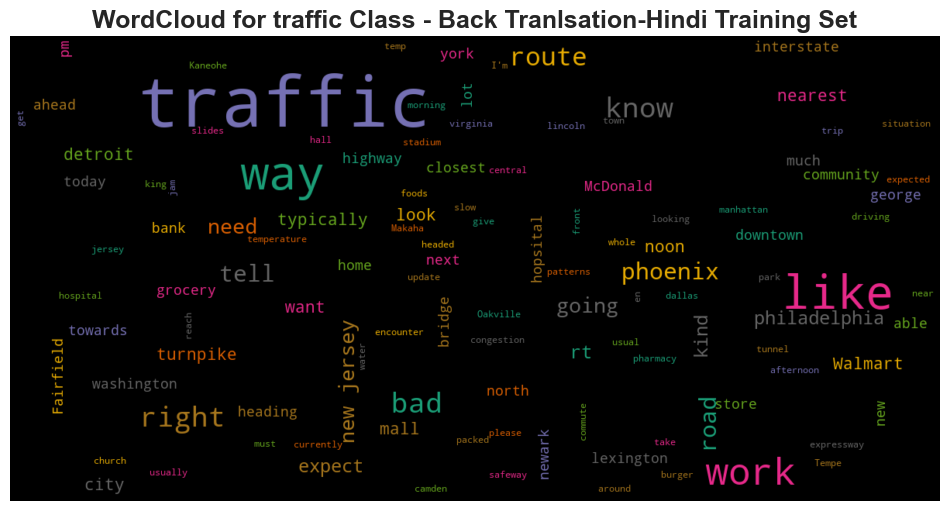 WordCloud for traffic Class - Back Tranlsation-Hindi Training Set
pm
temp
york
I'm
route
interstate
Kaneohe
traffic
ahead
get
morning
lot
know
town
nearest
slides
hall
virginia
stadium
lincoln
trip
situation
detroit
today
king
jam
way
highway
closest
central
McDonald
much
community
expected
george
foods
slow
bank
need
typically
look
Makaha
give
front
looking
manhattan
driving
temperature
headed
jersey
home
next
hopsital
whole
noon
downtown
tell
update
patterns
phoenix
park
like
near
hospital
grocery
want
going
en
dallas
towards
reach
bridge
Oakville
kind
philadelphia
able
encounter
congestion
rt
usual
pharmacy
tunnel
Walmart
Fairfield
turnpike
water
new jersey
washington
north
afternoon
right
heading
bad
mall
road
store
new
commute
must
currently
packed
please
newark
take
expressway
church
usually
expect
safeway
lexington
burger
work
Tempe
city
camden
around